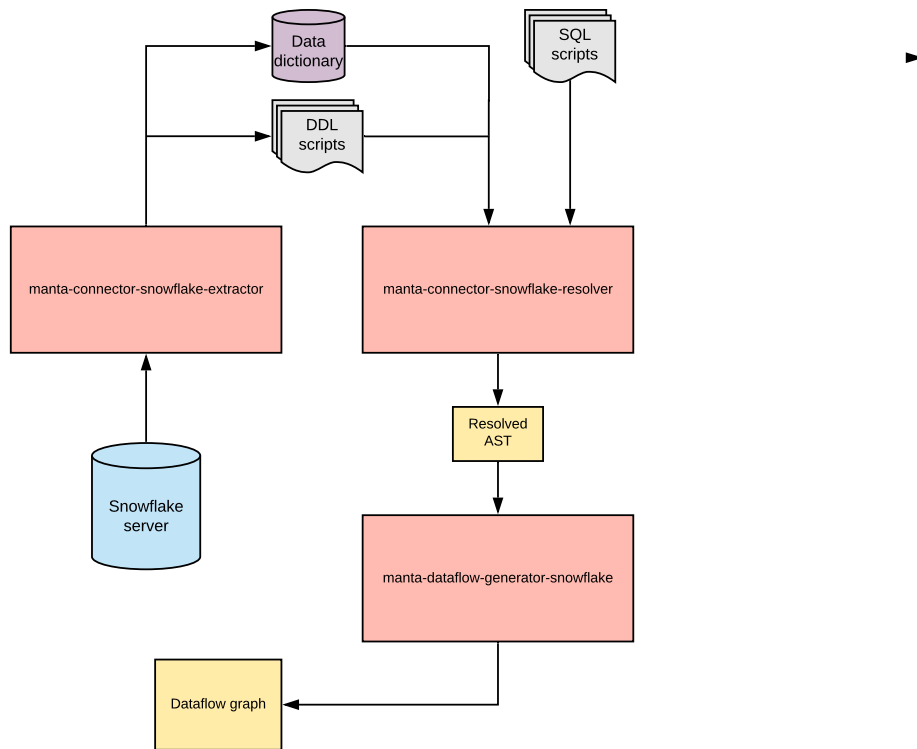 Data
dictionary
SQL
scripts
DDL
scripts
manta-connector-snowflake-extractor
manta-connector-snowflake-resolver
Resolved
AST
Snowflake
server
manta-dataflow-generator-snowflake
Dataflow graph